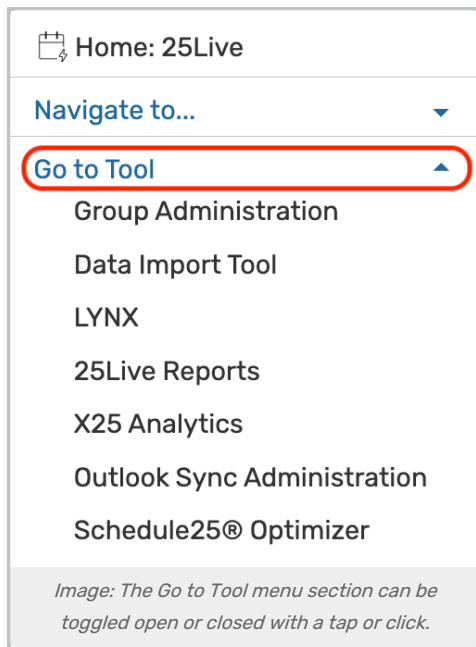 Home: 25Live
Navigate to...
Go to Tool
Group Administration
Data Import Tool
LYNX
25Live Reports
X25 Analytics
Outlook Sync Administration
Schedule25® Optimizer
Image: The Go to Tool menu section can be
toggled open or closed with a tap or click.